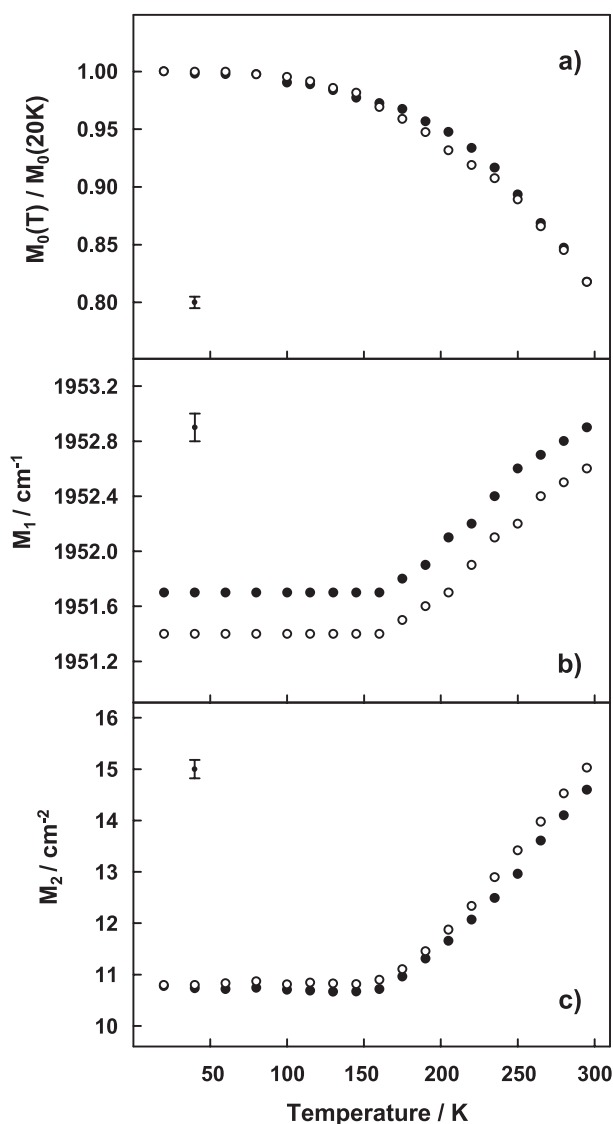 a)
1.00
0.95
0.90
0.85
0.80
M₀(T) / M₀(20K)
1953.2
1952.8
1952.4
1952.0
1951.6
1951.2
M₁ / cm⁻¹
b)
16
15
14
13
12
11
10
M₂ / cm⁻²
c)
50 100 150 200 250 300
Temperature / K